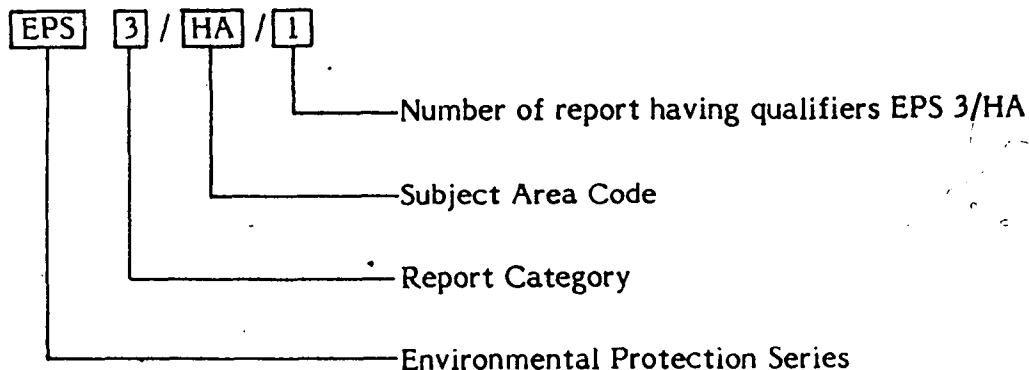 EPS 3 / HA / 1
Number of report having qualifiers EPS 3/HA
Subject Area Code
Report Category
Environmental Protection Series